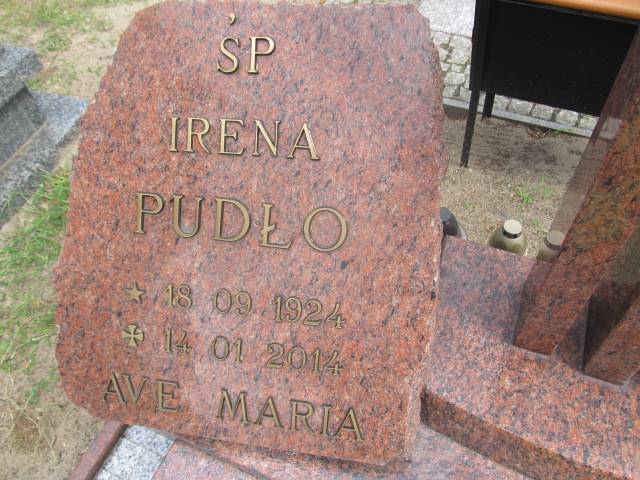 ŚP
IRENA
PUDŁO
18 09 1924
14 01 2014
AVE MARIA